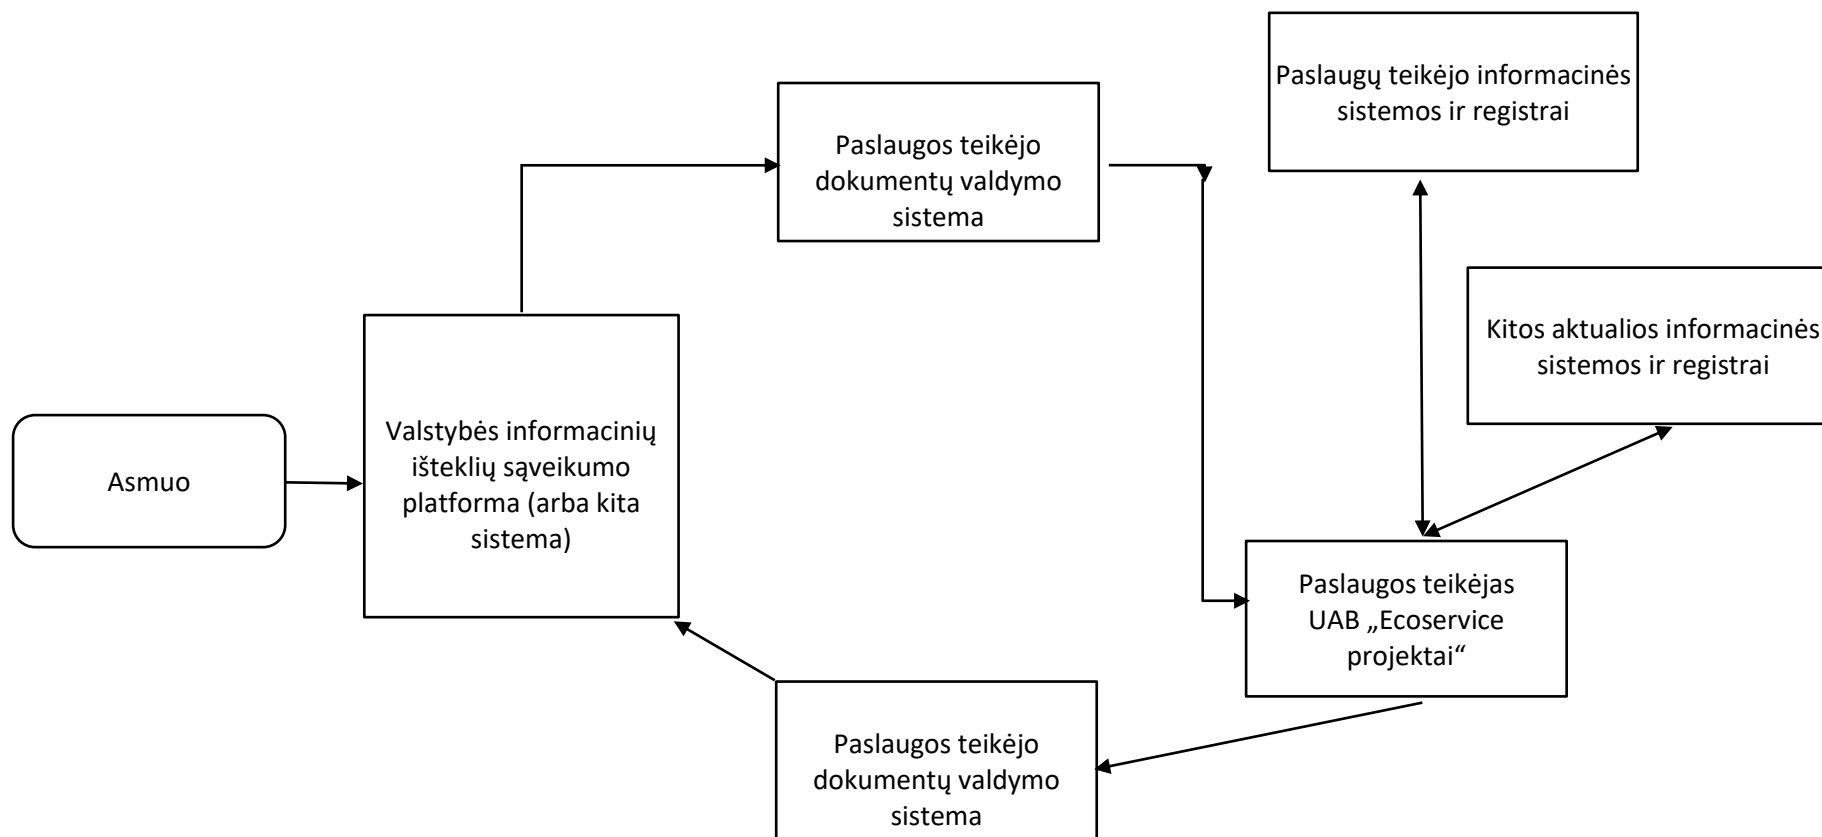 Paslaugų teikėjo informacinės
sistemos ir registrai
Paslaugos teikėjo
dokumentų valdymo
sistema
Kitos aktualios informacinės
sistemos ir registrai
Valstybės informacinių
išteklių sąveikumo
platforma (arba kita
sistema)
Asmuo
Paslaugos teikėjas
UAB „Ecoservice
projektai“
Paslaugos teikėjo
dokumentų valdymo
sistema